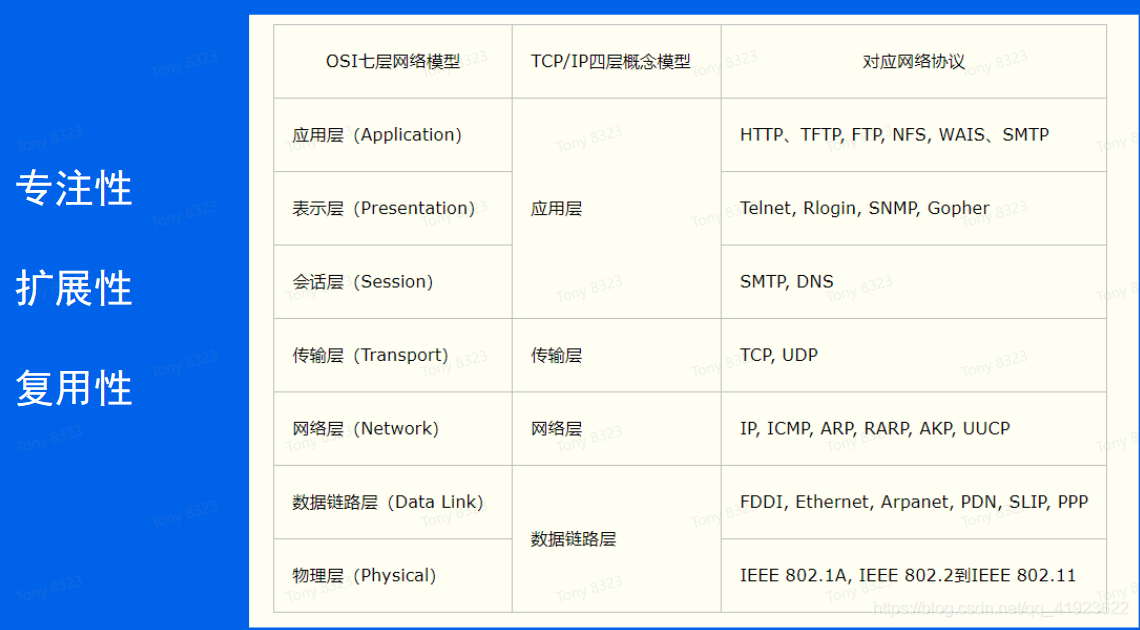 专注性
扩展性
复用性
OSI七层网络模型 TCP/IP四层概念模型 对应网络协议
应用层（Application） HTTP、TFTP, FTP, NFS, WAIS、SMTP
表示层（Presentation） 应用层 Telnet, Rlogin, SNMP, Gopher
会话层（Session） SMTP, DNS
传输层（Transport） 传输层 TCP, UDP
网络层（Network） 网络层 IP, ICMP, ARP, RARP, AKP, UUCP
数据链路层（Data Link） FDDI, Ethernet, Arpanet, PDN, SLIP, PPP
数据链路层
物理层（Physical） IEEE 802.1A, IEEE 802.2到IEEE 802.11
Tony 8323
https://blog.csdn.net/qq_41923622